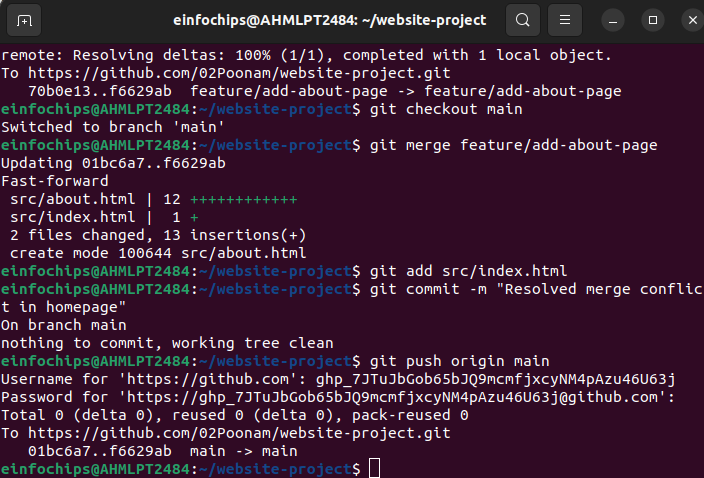 einfochips@AHMLPT2484: ~/website-project
remote: Resolving deltas: 100% (1/1), completed with 1 local object.
To https://github.com/02Poonam/website-project.git
70b0e13..f6629ab feature/add-about-page -> feature/add-about-page
einfochips@AHMLPT2484:~/website-project$ git checkout main
Switched to branch 'main'
einfochips@AHMLPT2484:~/website-project$ git merge feature/add-about-page
Updating 01bc6a7..f6629ab
Fast-forward
src/about.html | 12 ++++++++++++
src/index.html | 1 +
2 files changed, 13 insertions(+)
create mode 100644 src/about.html
einfochips@AHMLPT2484:~/website-project$ git add src/index.html
einfochips@AHMLPT2484:~/website-project$ git commit -m "Resolved merge conflic
t in homepage"
On branch main
nothing to commit, working tree clean
einfochips@AHMLPT2484:~/website-project$ git push origin main
Username for 'https://github.com': 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
Password for 'https://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@github.com':
Total 0 (delta 0), reused 0 (delta 0), pack-reused 0
To https://github.com/02Poonam/website-project.git
01bc6a7..f6629ab main -> main
einfochips@AHMLPT2484:~/website-project$